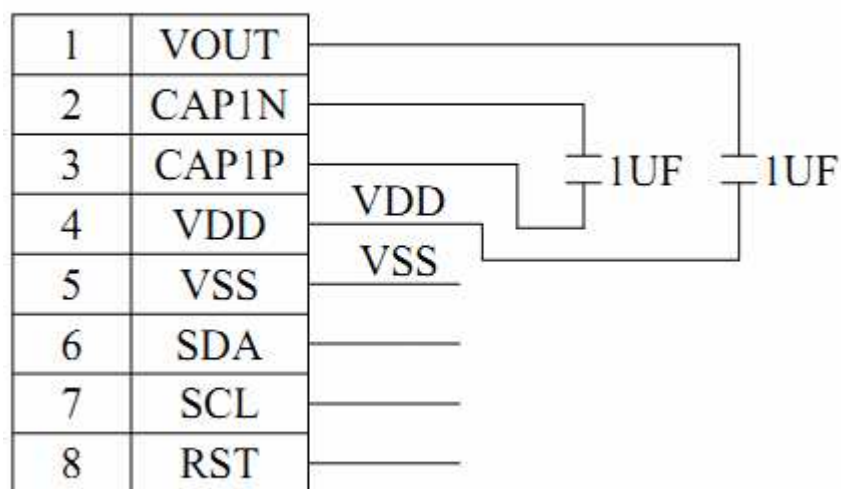 1 VOUT
2 CAP1N
3 CAP1P 1UF 1UF
VDD
4 VDD
VSS
5 VSS
6 SDA
7 SCL
8 RST